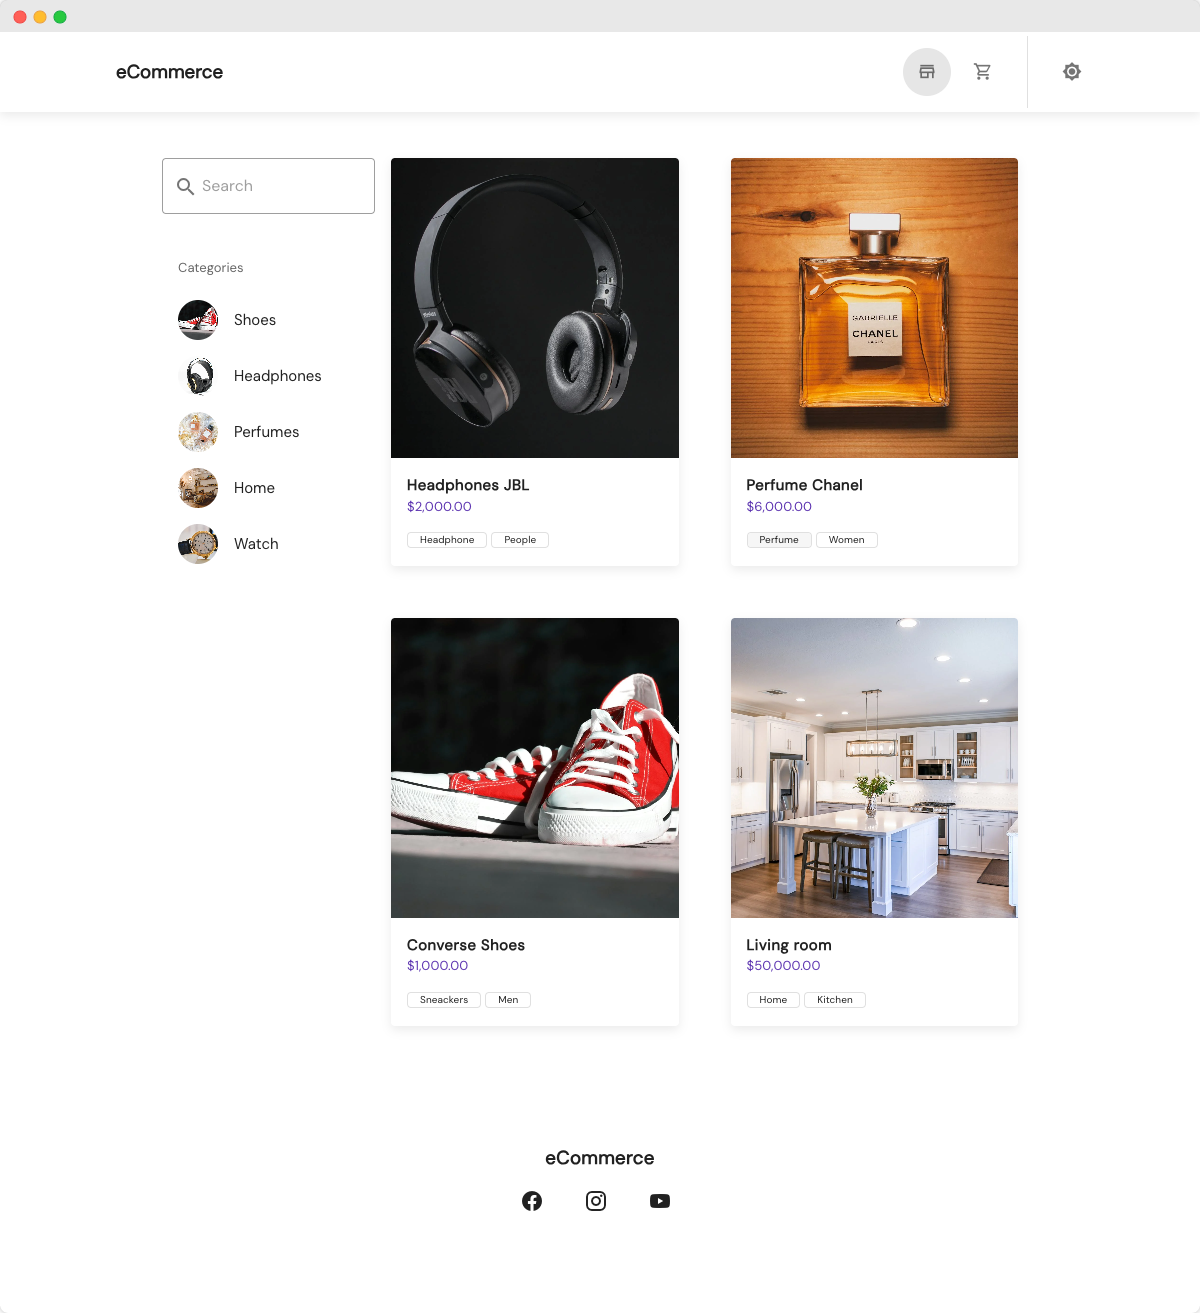 eCommerce
Search
Categories
Shoes
Headphones
Perfumes
Home
Watch
GABRIELLE
CHANEL
PARIS
Headphones JBL
$2,000.00
Headphone
People
Perfume Chanel
$6,000.00
Perfume
Women
Converse Shoes
$1,000.00
Sneackers
Men
Living room
$50,000.00
Home
Kitchen
eCommerce